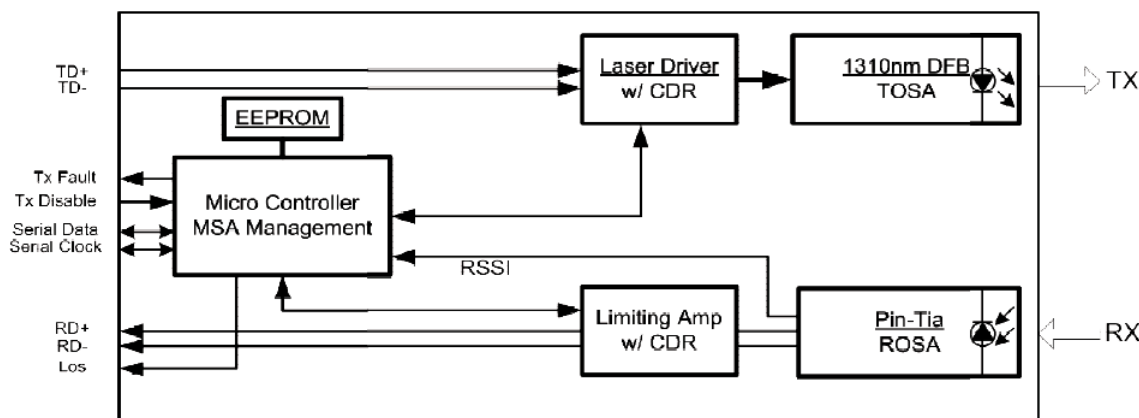 TD+
TD-
Laser Driver
w/ CDR
1310nm DFB
TOSA
TX
EEPROM
Tx Fault
Tx Disable
Serial Data
Serial Clock
Micro Controller
MSA Management
RSSI
RD+
RD-
Los
Limiting Amp
w/ CDR
Pin-Tia
ROSA
RX